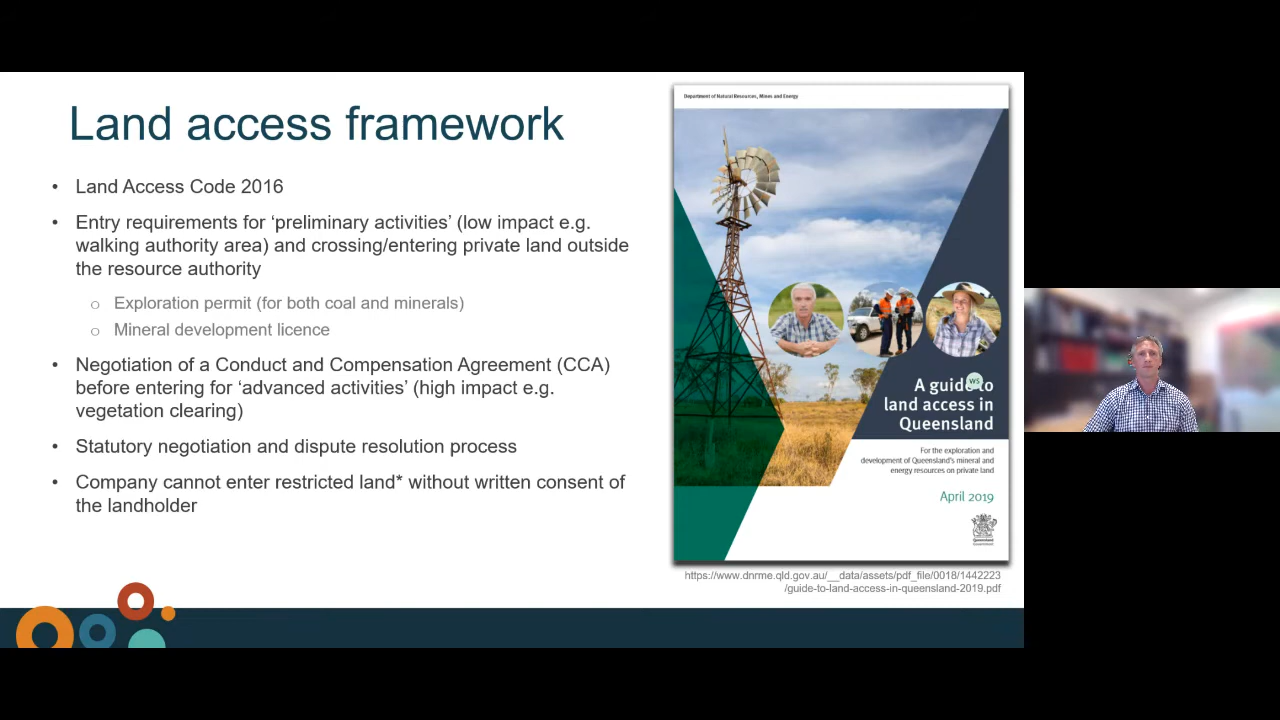 Land access framework
• Land Access Code 2016
• Entry requirements for ‘preliminary activities’ (low impact e.g.
walking authority area) and crossing/entering private land outside
the resource authority
o Exploration permit (for both coal and minerals)
o Mineral development licence
• Negotiation of a Conduct and Compensation Agreement (CCA)
before entering for ‘advanced activities’ (high impact e.g.
vegetation clearing)
• Statutory negotiation and dispute resolution process
• Company cannot enter restricted land* without written consent of
the landholder
Department of Natural Resources, Mines and Energy
WS
A guide to
land access in
Queensland
For the exploration and
development of Queensland's mineral and
energy resources on private land
April 2019
Queensland
Government
https://www.dnrme.qld.gov.au/__data/assets/pdf_file/0018/1442223
/guide-to-land-access-in-queensland-2019.pdf